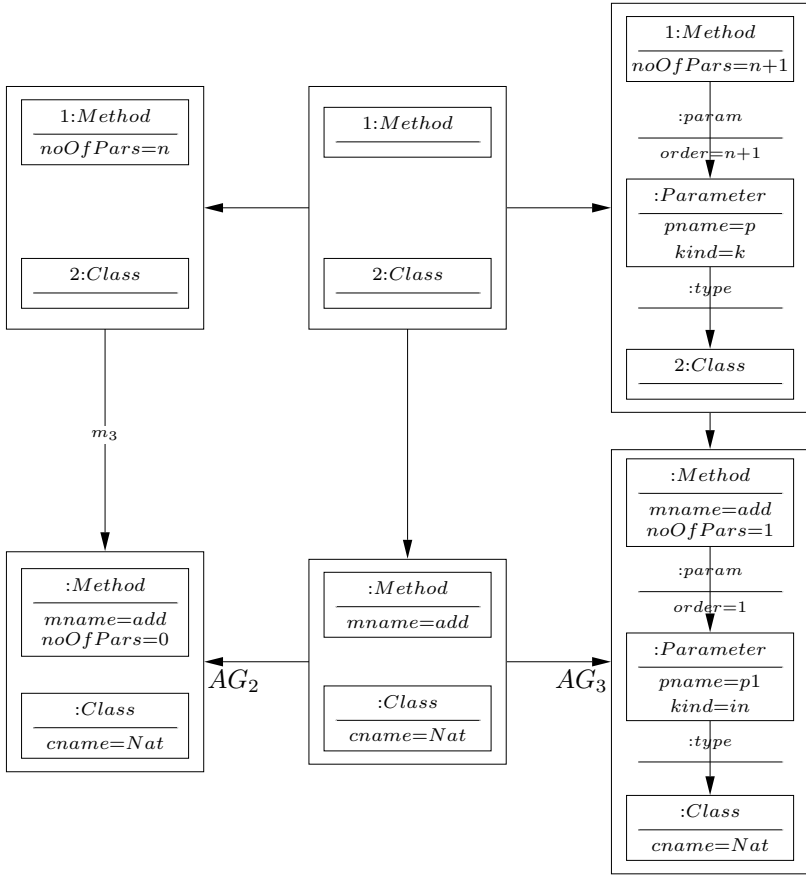 1:Method
noOfPars=n
2:Class
m3
:Method
mname=add
noOfPars=0
:Class
cname=Nat
AG2
1:Method
2:Class
:Method
mname=add
:Class
cname=Nat
AG3
1:Method
noOfPars=n+1
:param
order=n+1
:Parameter
pname=p
kind=k
:type
2:Class
:Method
mname=add
noOfPars=1
:param
order=1
:Parameter
pname=p1
kind=in
:type
:Class
cname=Nat